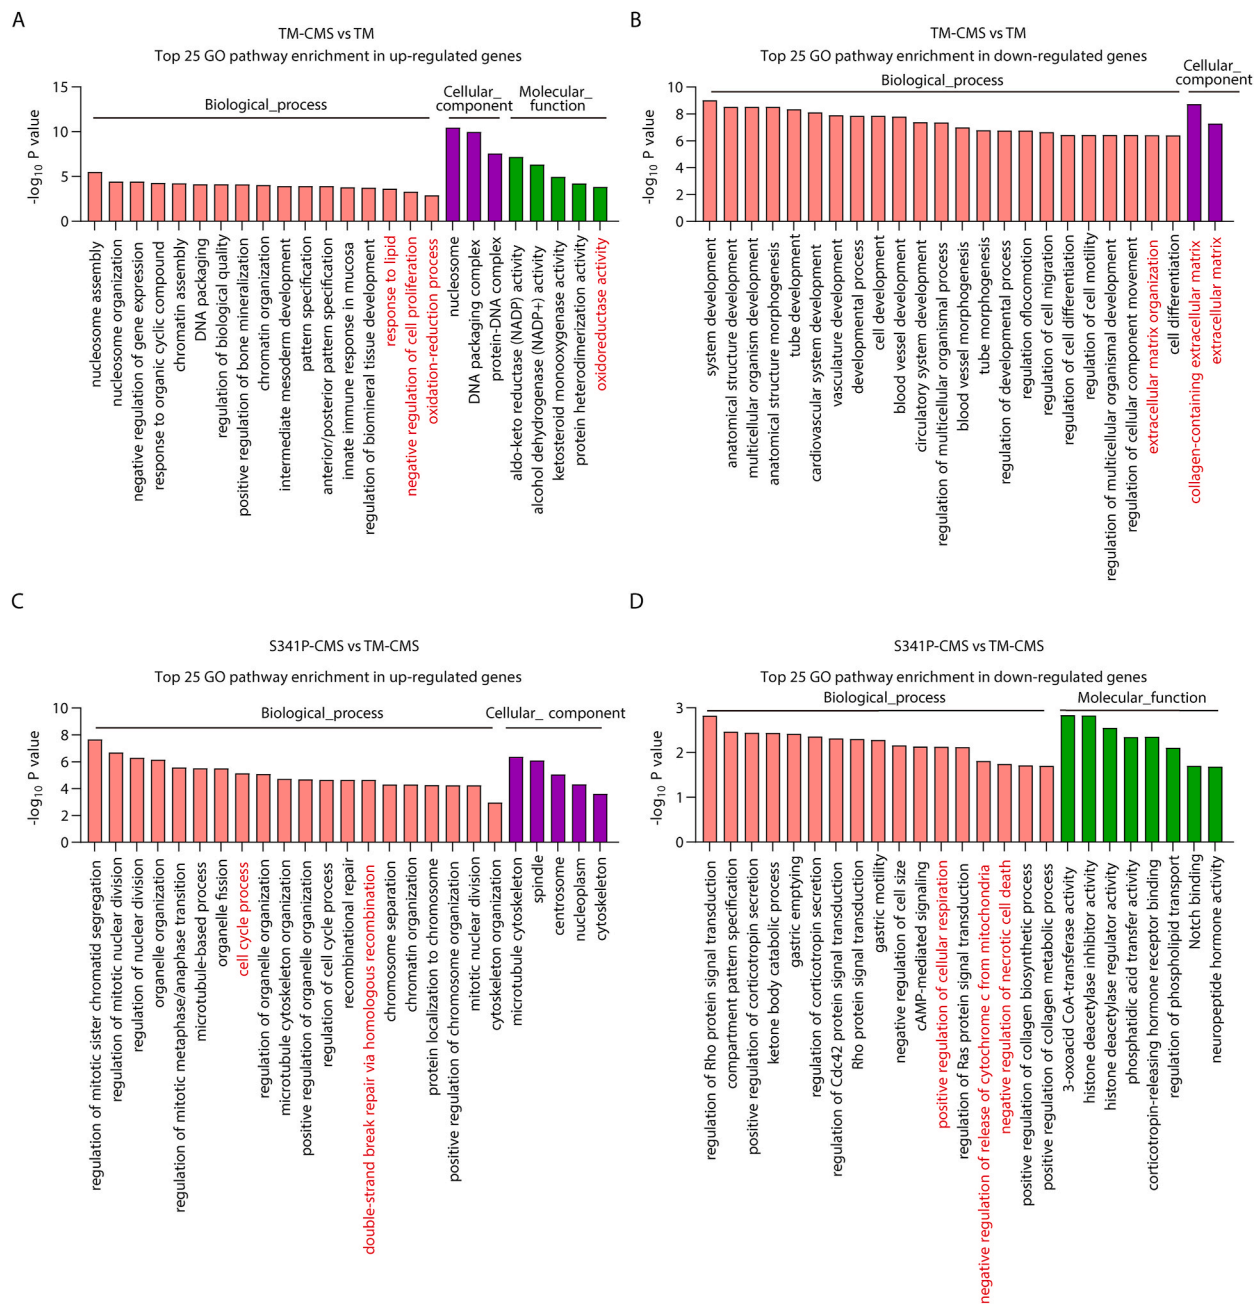 A
TM-CMS vs TM
Top 25 GO pathway enrichment in up-regulated genes
-log10 P value
15
10
5
0
Biological_process
Cellular_
component
Molecular_
function
nucleosome assembly
nucleosome organization
negative regulation of gene expression
response to organic cyclic compound
chromatin assembly
DNA packaging
regulation of biological quality
positive regulation of bone mineralization
chromatin organization
intermediate mesoderm development
pattern specification
anterior/posterior pattern specification
innate immune response in mucosa
regulation of biomineral tissue development
response to lipid
negative regulation of cell proliferation
oxidation-reduction process
nucleosome
DNA packaging complex
protein-DNA complex
aldo-keto reductase (NADP) activity
alcohol dehydrogenase (NADP+) activity
ketosteroid monooxygenase activity
protein heterodimerization activity
oxidoreductase activity
B
TM-CMS vs TM
Top 25 GO pathway enrichment in down-regulated genes
-log10 P value
10
8
6
4
2
0
Biological_process
Cellular_
component
system development
anatomical structure development
multicellular organism development
anatomical structure morphogenesis
tube development
cardiovascular system development
vasculature development
developmental process
cell development
blood vessel development
circulatory system development
regulation of multicellular organismal process
blood vessel morphogenesis
tube morphogenesis
regulation of developmental process
regulation oflocomotion
regulation of cell migration
regulation of cell differentiation
regulation of cell motility
regulation of multicellular organismal development
regulation of cellular component movement
extracellular matrix organization
cell differentiation
collagen-containing extracellular matrix
extracellular matrix
C
S341P-CMS vs TM-CMS
Top 25 GO pathway enrichment in up-regulated genes
-log10 P value
10
8
6
4
2
0
Biological_process
Cellular_ component
regulation of mitotic sister chromatid segregation
regulation of mitotic nuclear division
regulation of nuclear division
organelle organization
regulation of mitotic metaphase/anaphase transition
microtubule-based process
organelle fission
cell cycle process
regulation of organelle organization
microtubule cytoskeleton organization
positive regulation of organelle organization
regulation of cell cycle process
recombinational repair
double-strand break repair via homologous recombination
chromosome separation
chromatin organization
protein localization to chromosome
positive regulation of chromosome organization
mitotic nuclear division
cytoskeleton organization
microtubule cytoskeleton
spindle
centrosome
nucleoplasm
cytoskeleton
D
S341P-CMS vs TM-CMS
Top 25 GO pathway enrichment in down-regulated genes
-log10 P value
3
2
1
0
Biological_process
Molecular_function
regulation of Rho protein signal transduction
compartment pattern specification
positive regulation of corticotropin secretion
ketone body catabolic process
gastric emptying
regulation of corticotropin secretion
regulation of Cdc42 protein signal transduction
Rho protein signal transduction
gastric motility
negative regulation of cell size
cAMP-mediated signaling
positive regulation of cellular respiration
regulation of Ras protein signal transduction
negative regulation of release of cytochrome c from mitochondria
negative regulation of necrotic cell death
positive regulation of collagen biosynthetic process
positive regulation of collagen metabolic process
3-oxoacid CoA-transferase activity
histone deacetylase inhibitor activity
histone deacetylase regulator activity
phosphatidic acid transfer activity
corticotropin-releasing hormone receptor binding
regulation of phospholipid transport
Notch binding
neuropeptide hormone activity